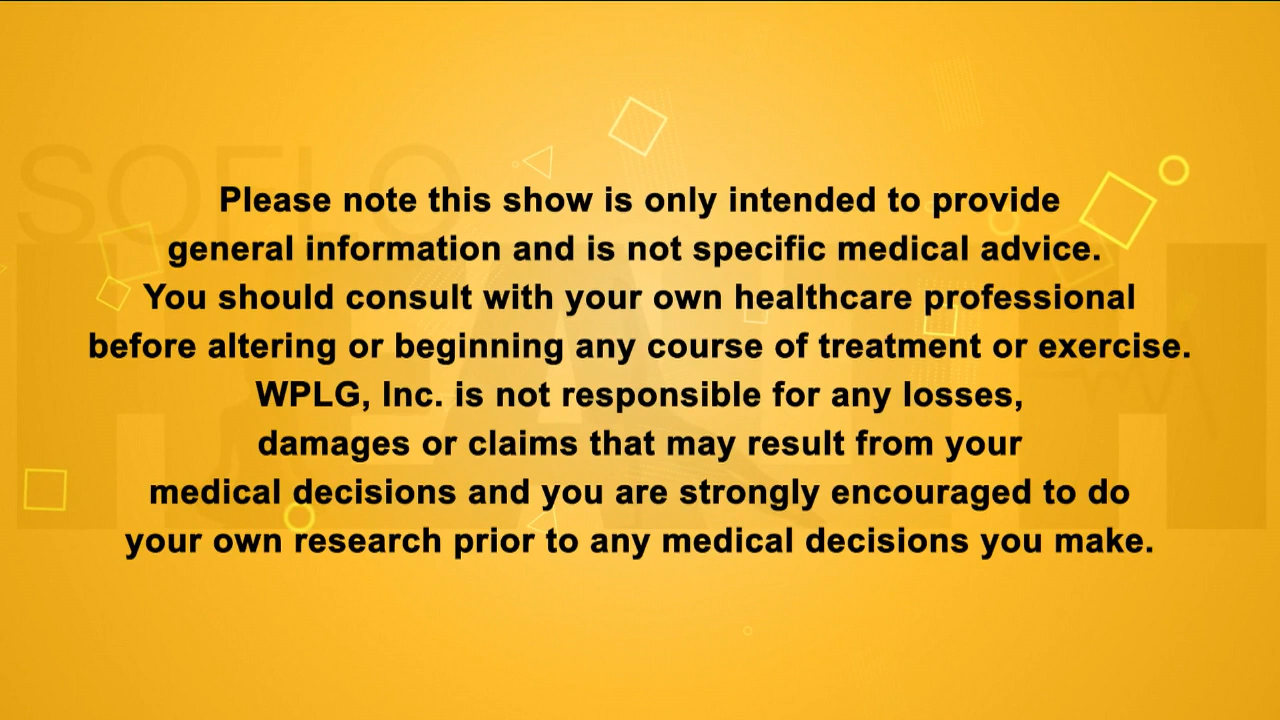 SOFLO
HEALTH
Please note this show is only intended to provide
general information and is not specific medical advice.
You should consult with your own healthcare professional
before altering or beginning any course of treatment or exercise.
WPLG, Inc. is not responsible for any losses,
damages or claims that may result from your
medical decisions and you are strongly encouraged to do
your own research prior to any medical decisions you make.